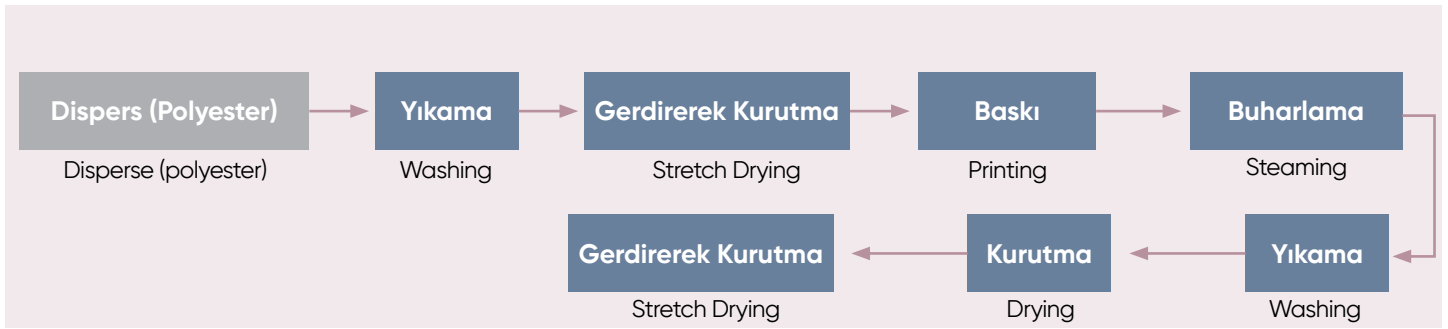 Dispers (Polyester)
Disperse (polyester)
Yıkama
Washing
Gerdirerek Kurutma
Stretch Drying
Baskı
Printing
Buharlama
Steaming
Yıkama
Washing
Kurutma
Drying
Gerdirerek Kurutma
Stretch Drying